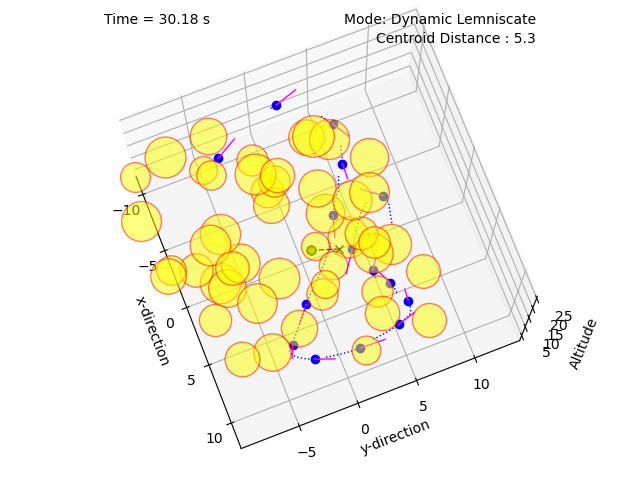 Time = 30.18 s
Mode: Dynamic Lemniscate
Centroid Distance : 5.3
−10
−5
0
5
10
x-direction
−5
0
5
10
y-direction
5
10
15
20
25
Altitude